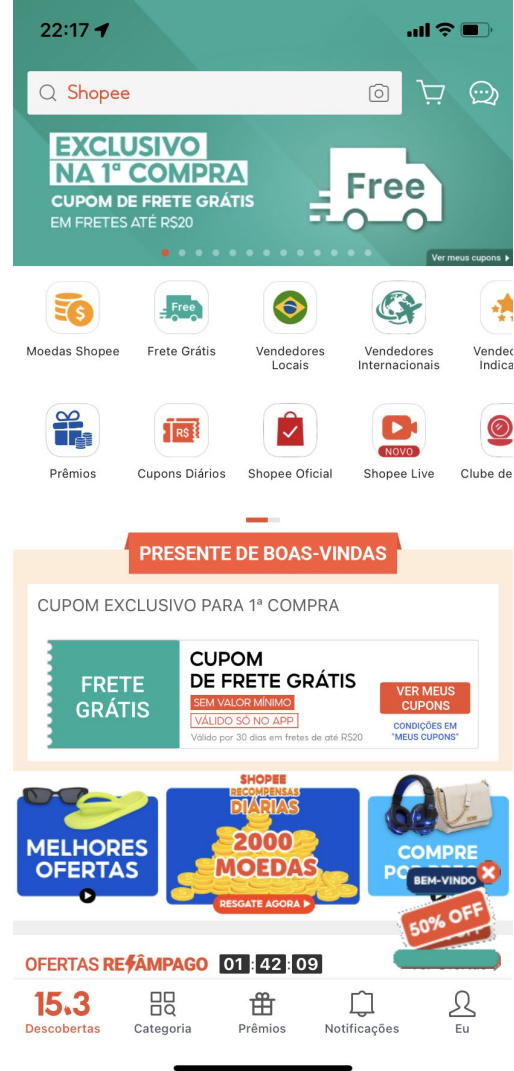 22:17
Shopee
EXCLUSIVO
NA 1ª COMPRA
CUPOM DE FRETE GRÁTIS
EM FRETES ATÉ R$20
Free
Ver meus cupons
$
Free
Moedas Shopee
Frete Grátis
Vendedores
Locais
Vendedores
Internacionais
Vended
Indica
R$
NOVO
Prêmios
Cupons Diários
Shopee Oficial
Shopee Live
Clube de
PRESENTE DE BOAS-VINDAS
CUPOM EXCLUSIVO PARA 1ª COMPRA
FRETE
GRÁTIS
CUPOM
DE FRETE GRÁTIS
SEM VALOR MÍNIMO
VÁLIDO SÓ NO APP
Válido por 30 dias em fretes de até R$20
VER MEUS
CUPONS
CONDIÇÕES EM
"MEUS CUPONS"
MELHORES
OFERTAS
SHOPEE
RECOMPENSAS
DIÁRIAS
2000
MOEDAS
RESGATE AGORA
COMPRE
BEM-VINDO
50% OFF
OFERTAS RELÂMPAGO 01:42:09
15.3
Descobertas
Categoria
Prêmios
Notificações
Eu